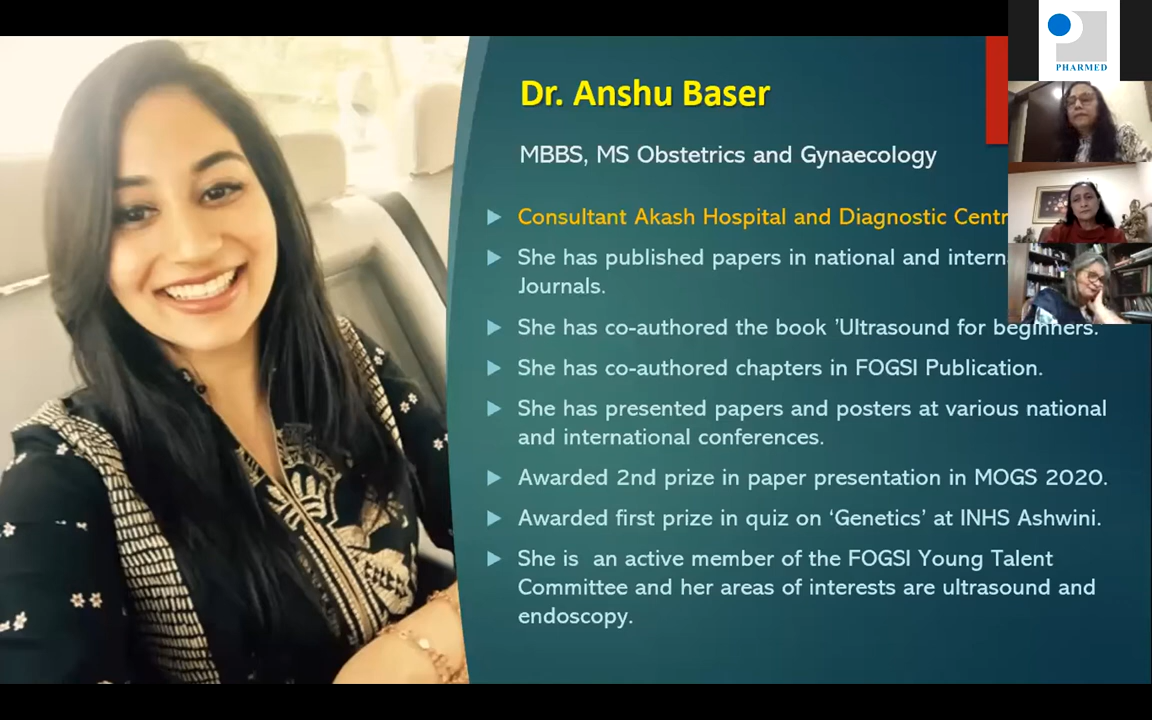 PHARMED
Dr. Anshu Baser
MBBS, MS Obstetrics and Gynaecology
Consultant Akash Hospital and Diagnostic
She has published papers in national and
Journals.
She has co-authored the book ’Ultrasound for beginners.
She has co-authored chapters in FOGSI Publication.
She has presented papers and posters at various national
and international conferences.
Awarded 2nd prize in paper presentation in MOGS 2020.
Awarded first prize in quiz on ‘Genetics’ at INHS Ashwini.
She is  an active member of the FOGSI Young Talent
Committee and her areas of interests are ultrasound and
endoscopy.